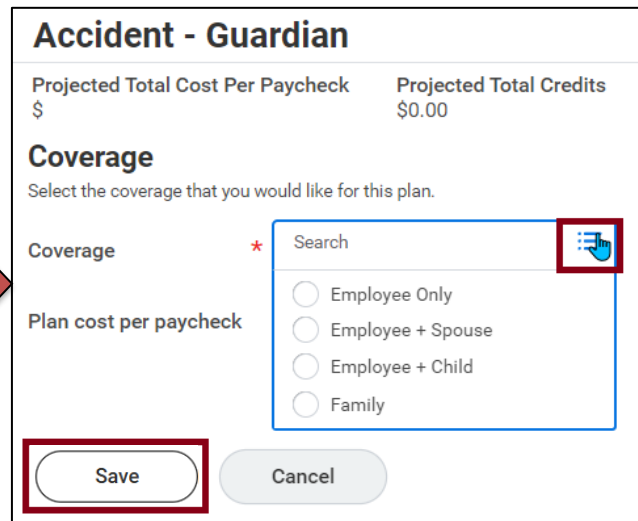 Accident - Guardian
Projected Total Cost Per Paycheck
Projected Total Credits
$
$0.00
Coverage
Select the coverage that you would like for this plan.
Coverage *
Search
Employee Only
Plan cost per paycheck
Employee + Spouse
Employee + Child
Family
Save
Cancel